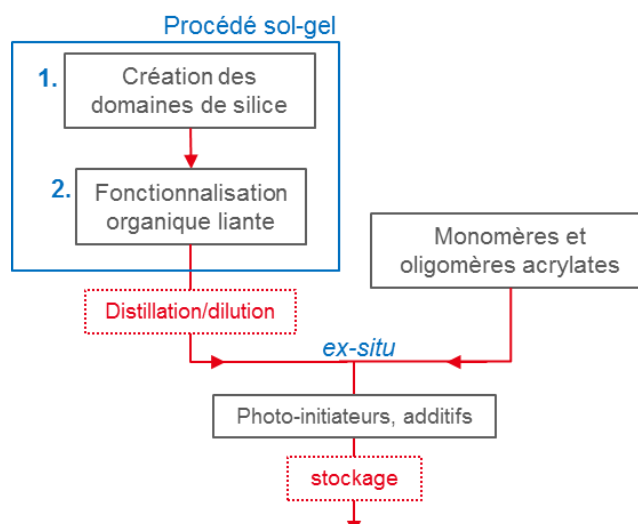 Procédé sol-gel
1.
Création des
domaines de silice
2.
Fonctionnalisation
organique liante
Monomères et
oligomères acrylates
Distillation/dilution
ex-situ
Photo-initiateurs, additifs
stockage